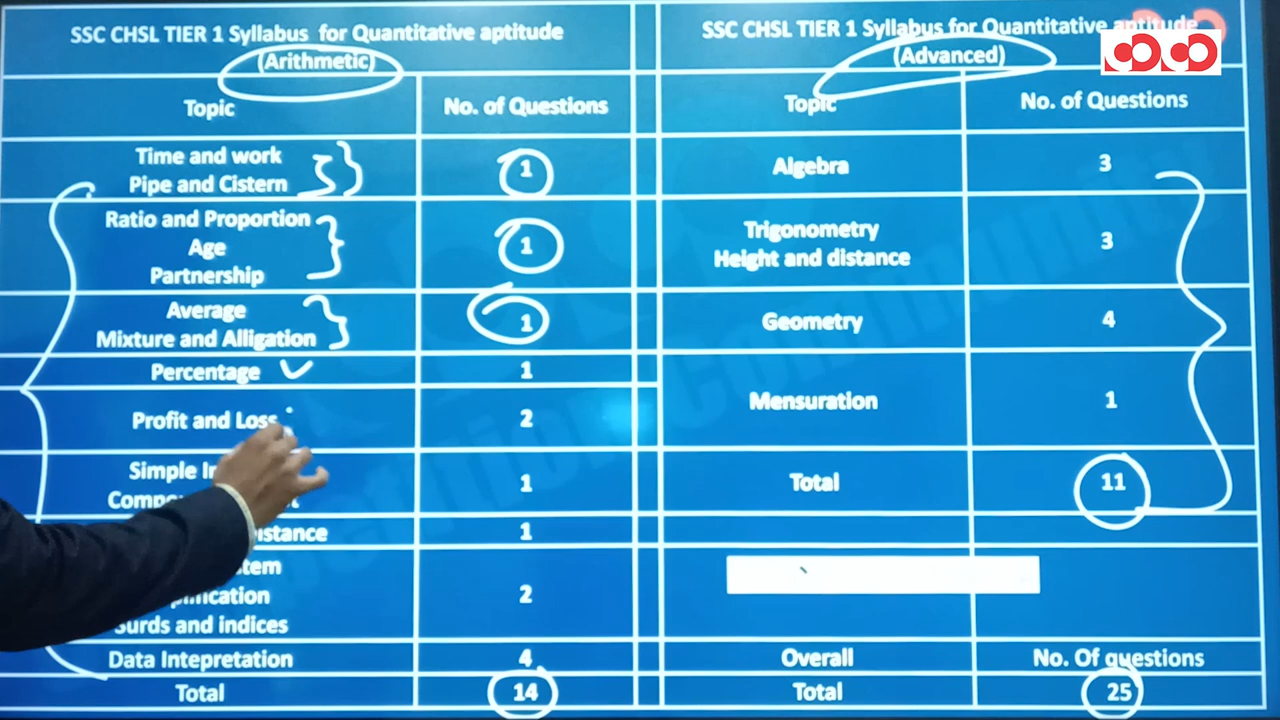 SSC CHSL TIER 1 Syllabus for Quantitative aptitude
(Arithmetic)
Topic No. of Questions
Time and work
Pipe and Cistern
1
Ratio and Proportion
Age
Partnership
1
Average
Mixture and Alligation
1
Percentage 1
Profit and Loss 2
Simple
1
1
2
Surds and indices
Data Intepretation 4
Total 14
SSC CHSL TIER 1 Syllabus for Quantitative aptitude
(Advanced)
Topic No. of Questions
Algebra 3
Trigonometry
Height and distance
3
Geometry 4
Mensuration 1
Total 11
Overall No. Of questions
Total 25